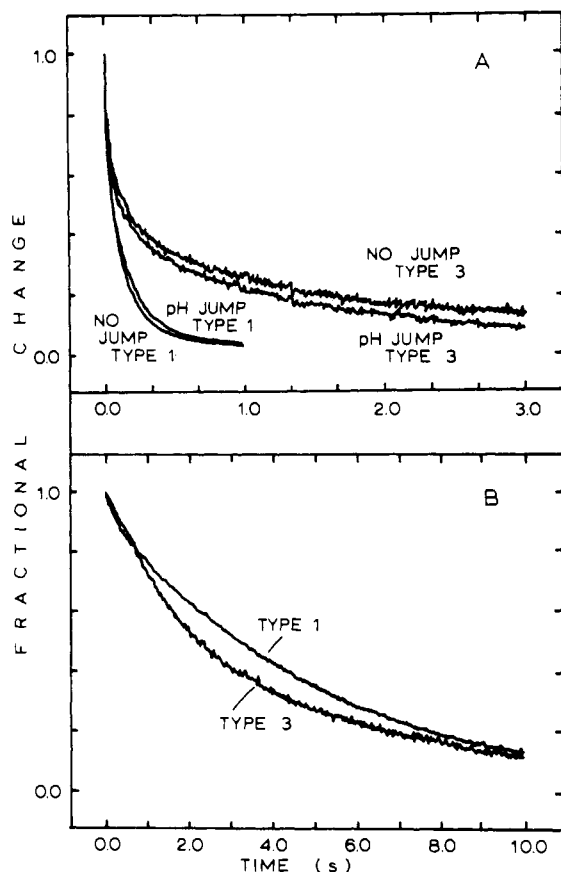 A
1.0
0.0
NO JUMP
TYPE 3
pH JUMP
TYPE 1
NO
JUMP
TYPE 1
pH JUMP
TYPE 3
0.0 1.0 2.0 3.0
FRACTIONAL CHANGE
B
1.0
0.0
TYPE 1
TYPE 3
0.0 2.0 4.0 6.0 8.0 10.0
TIME (s)